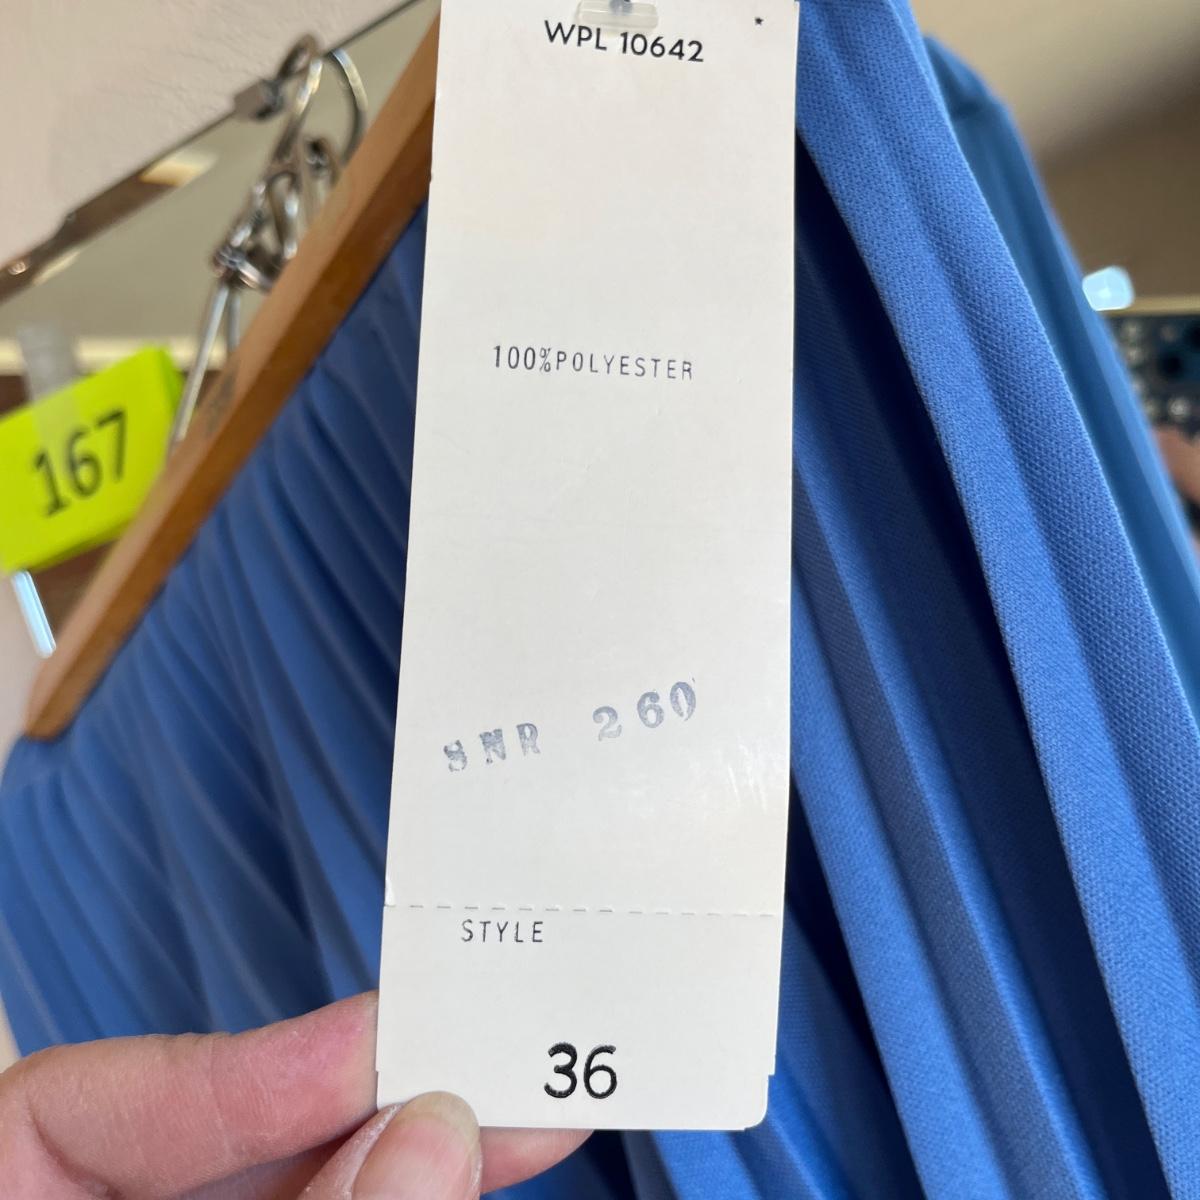 WPL 10642
100%POLYESTER
SNR 260
STYLE
36
167